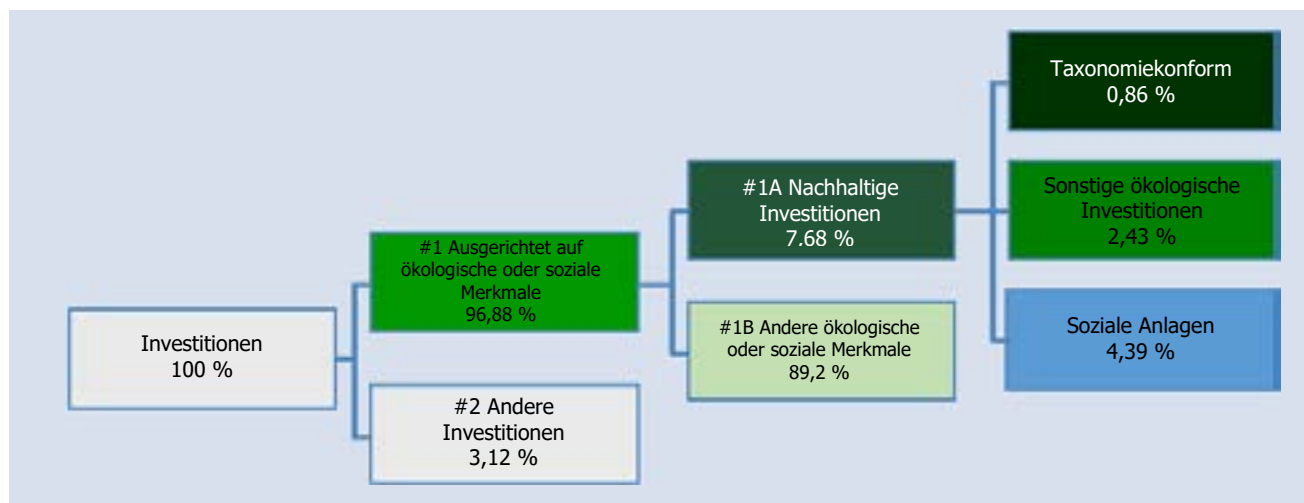 Investitionen
100 %
#1 Ausgerichtet auf
ökologische oder soziale
Merkmale
96,88 %
#2 Andere
Investitionen
3,12 %
#1A Nachhaltige
Investitionen
7,68 %
#1B Andere ökologische
oder soziale Merkmale
89,2 %
Taxonomiekonform
0,86 %
Sonstige ökologische
Investitionen
2,43 %
Soziale Anlagen
4,39 %